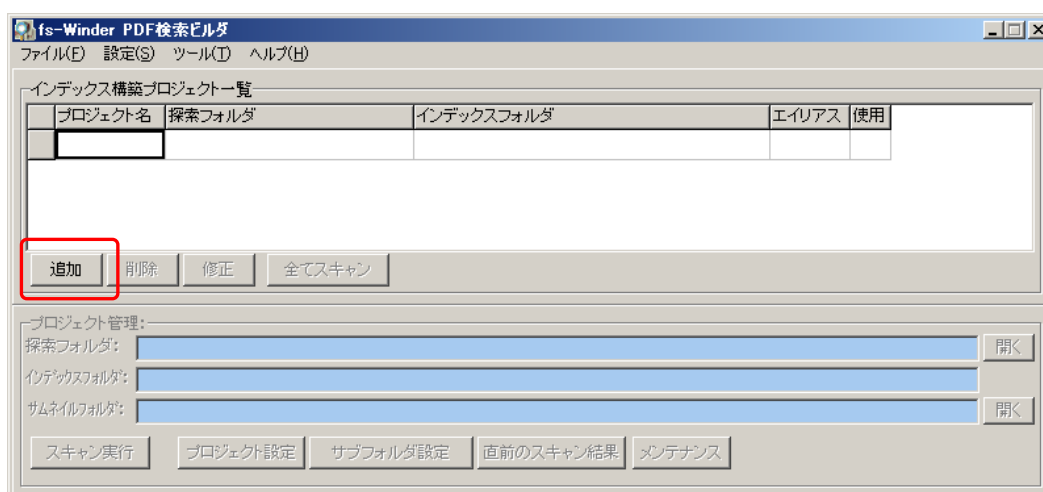 fs-Winder PDF検索ビルダ
ファイル(F) 設定(S) ツール(T) ヘルプ(H)
インデックス構築プロジェクト一覧
プロジェクト名 探索フォルダ インデックスフォルダ エイリアス 使用
追加 削除 修正 全てスキャン
プロジェクト管理:
探索フォルダ: 開く
インデックスフォルダ:
サムネイルフォルダ: 開く
スキャン実行 プロジェクト設定 サブフォルダ設定 直前のスキャン結果 メンテナンス